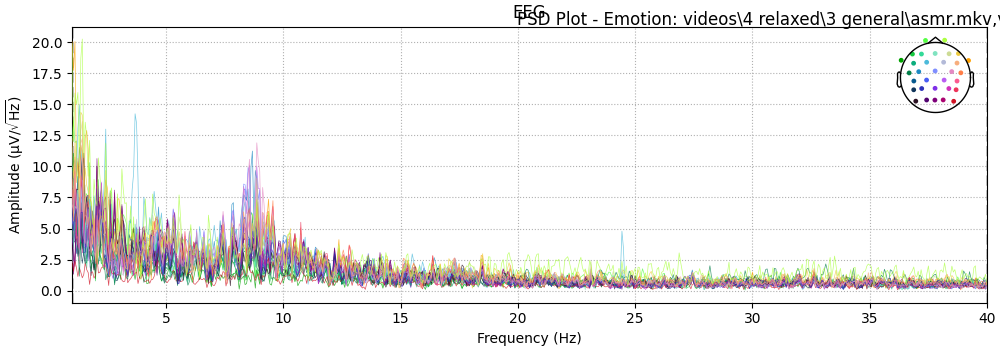 EEG
PSD Plot - Emotion: videos\4 relaxed\3 general\asmr.mkv,v
20.0
17.5
15.0
12.5
10.0
7.5
5.0
2.5
0.0
Amplitude (µV/√Hz)
5 10 15 20 25 30 35 40
Frequency (Hz)